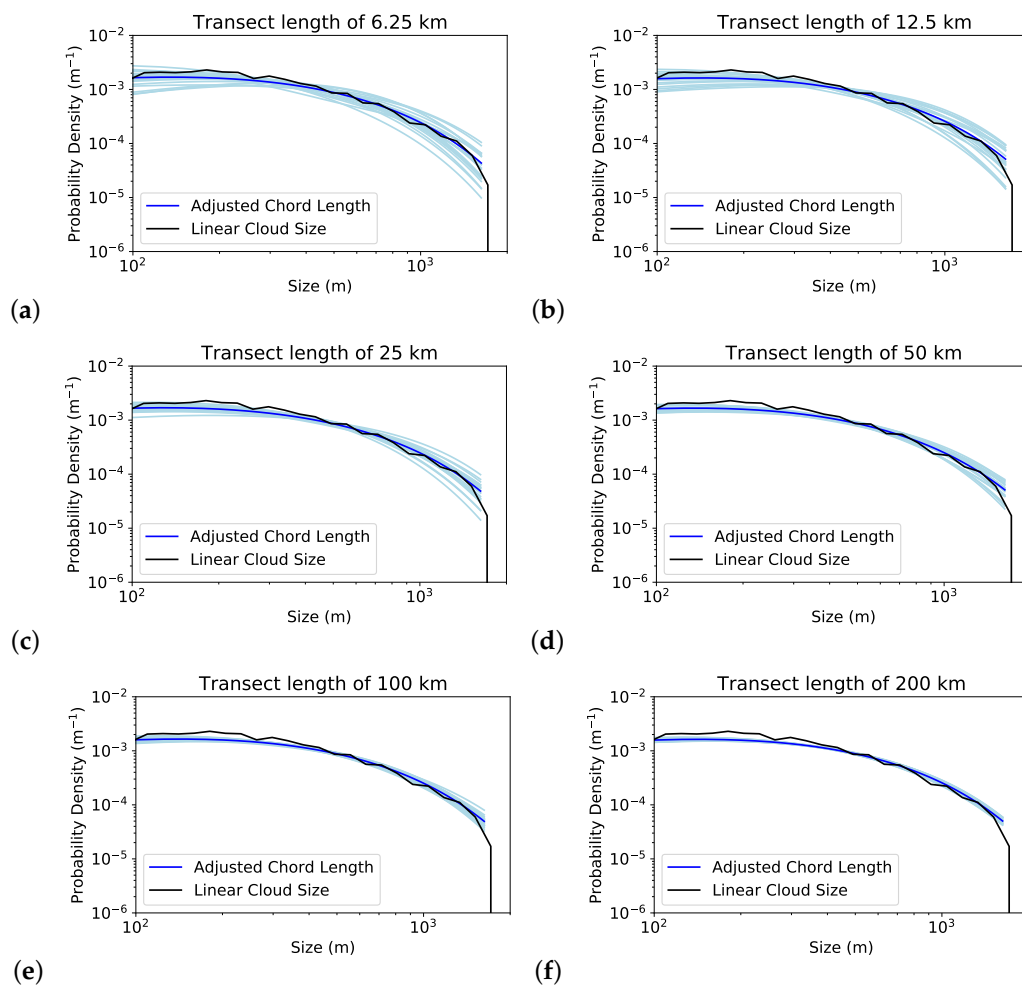 Transect length of 6.25 km
10⁻²
10⁻³
10⁻⁴
10⁻⁵
10⁻⁶
Probability Density (m⁻¹)
Adjusted Chord Length
Linear Cloud Size
10²
10³
Size (m)
(a)
Transect length of 12.5 km
10⁻²
10⁻³
10⁻⁴
10⁻⁵
10⁻⁶
Probability Density (m⁻¹)
Adjusted Chord Length
Linear Cloud Size
10²
10³
Size (m)
(b)
Transect length of 25 km
10⁻²
10⁻³
10⁻⁴
10⁻⁵
10⁻⁶
Probability Density (m⁻¹)
Adjusted Chord Length
Linear Cloud Size
10²
10³
Size (m)
(c)
Transect length of 50 km
10⁻²
10⁻³
10⁻⁴
10⁻⁵
10⁻⁶
Probability Density (m⁻¹)
Adjusted Chord Length
Linear Cloud Size
10²
10³
Size (m)
(d)
Transect length of 100 km
10⁻²
10⁻³
10⁻⁴
10⁻⁵
10⁻⁶
Probability Density (m⁻¹)
Adjusted Chord Length
Linear Cloud Size
10²
10³
Size (m)
(e)
Transect length of 200 km
10⁻²
10⁻³
10⁻⁴
10⁻⁵
10⁻⁶
Probability Density (m⁻¹)
Adjusted Chord Length
Linear Cloud Size
10²
10³
Size (m)
(f)